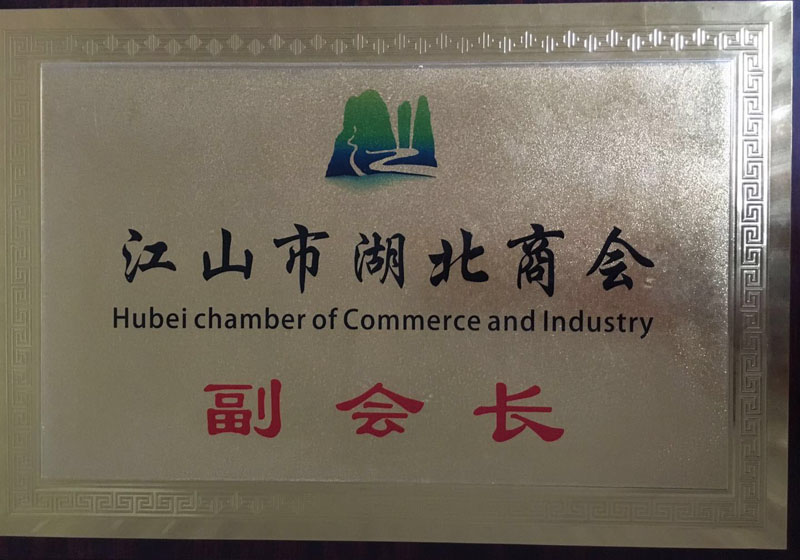 江山市湖北商会
Hubei chamber of Commerce and Industry
副会长